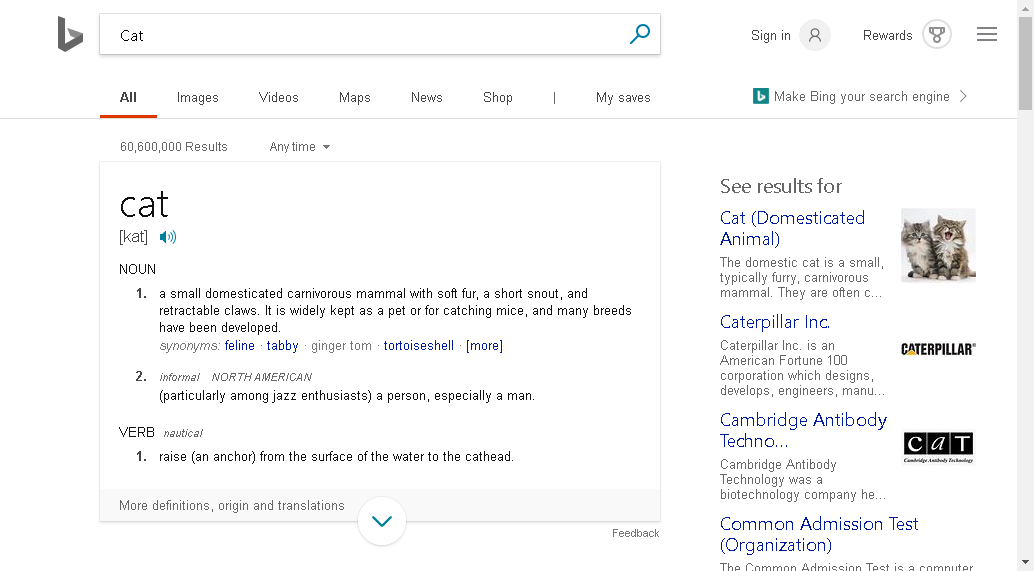 Cat
Sign in
Rewards
All Images Videos Maps News Shop | My saves
Make Bing your search engine
60,600,000 Results Any time
cat
[kat]
NOUN
1. a small domesticated carnivorous mammal with soft fur, a short snout, and
retractable claws. It is widely kept as a pet or for catching mice, and many breeds
have been developed.
synonyms: feline · tabby · ginger tom · tortoiseshell · [more]
2. informal NORTH AMERICAN
(particularly among jazz enthusiasts) a person, especially a man.
VERB nautical
1. raise (an anchor) from the surface of the water to the cathead.
More definitions, origin and translations
Feedback
See results for
Cat (Domesticated
Animal)
The domestic cat is a small,
typically furry, carnivorous
mammal. They are often c...
Caterpillar Inc.
Caterpillar Inc. is an
American Fortune 100
corporation which designs,
develops, engineers, manu...
CATERPILLAR
Cambridge Antibody
Techno...
Cambridge Antibody
Technology was a
biotechnology company he...
CaT
Cambridge Antibody Technology
Common Admission Test
(Organization)
The Common Admission Test is a computer